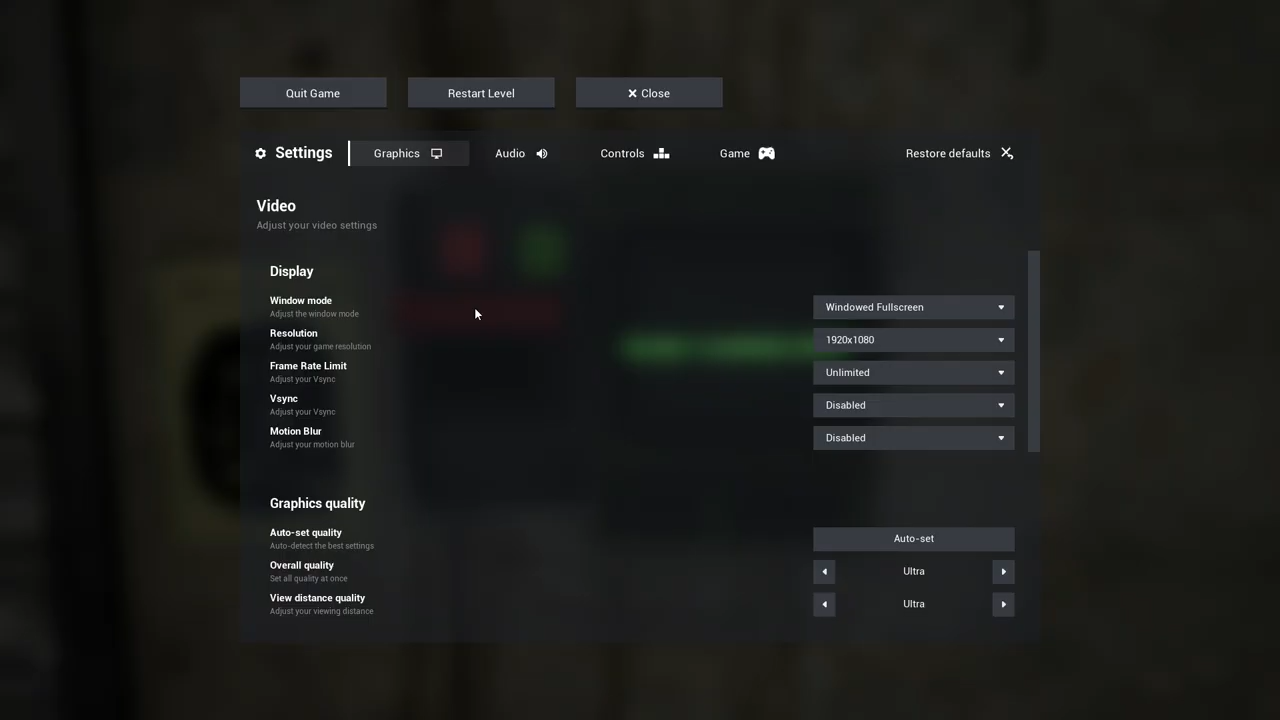 Quit Game
Restart Level
Close
Settings
Graphics
Audio
Controls
Game
Restore defaults
Video
Adjust your video settings
Display
Window mode
Adjust the window mode
Windowed Fullscreen
Resolution
Adjust your game resolution
1920x1080
Frame Rate Limit
Adjust your Vsync
Unlimited
Vsync
Adjust your Vsync
Disabled
Motion Blur
Adjust your motion blur
Disabled
Graphics quality
Auto-set quality
Auto-detect the best settings
Auto-set
Overall quality
Set all quality at once
Ultra
View distance quality
Adjust your viewing distance
Ultra